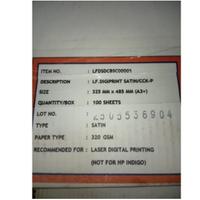 ITEM NO. : LFDSDCBSC00001
DESCRIPTION : LF.DIGIPRINT SATIN/CCK-P
SIZE : 325 MM x 485 MM (A3+)
QUANTITY/BOX : 100 SHEETS
LOT NO. : 2505536904
TYPE : SATIN
PAPER TYPE : 320 GSM
RECOMMENDED FOR : LASER DIGITAL PRINTING
(NOT FOR HP INDIGO)